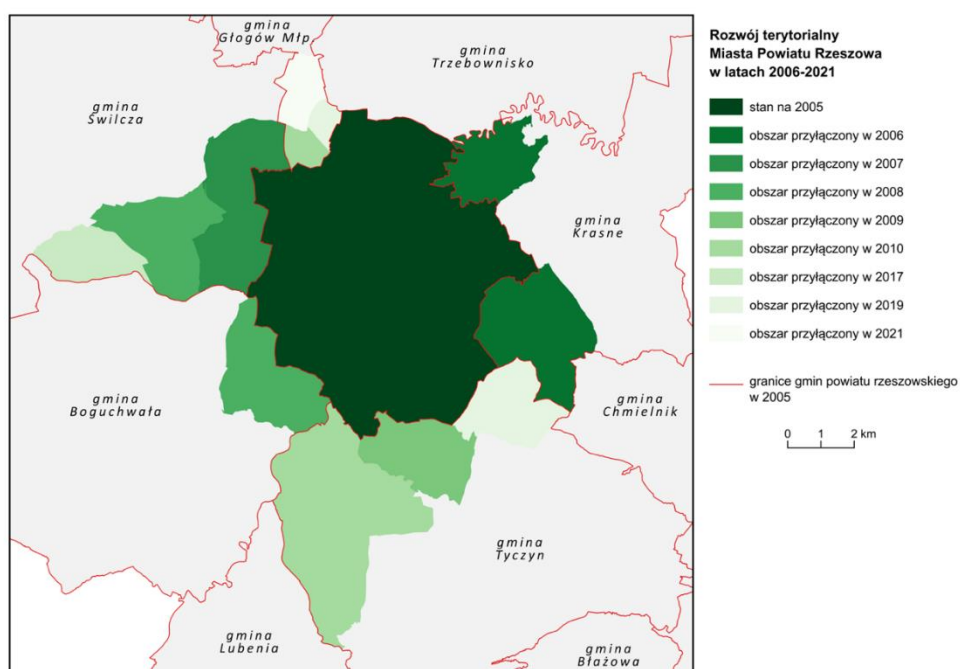 gmina
Głogów Młp
gmina
Trzebownisko
gmina
Świlcza
gmina
Krasne
gmina
Boguchwała
gmina
Chmielnik
gmina
Tyczyn
gmina
Lubenia
gmina
Błażowa
Rozwój terytorialny
Miasta Powiatu Rzeszowa
w latach 2006-2021
stan na 2005
obszar przyłączony w 2006
obszar przyłączony w 2007
obszar przyłączony w 2008
obszar przyłączony w 2009
obszar przyłączony w 2010
obszar przyłączony w 2017
obszar przyłączony w 2019
obszar przyłączony w 2021
granice gmin powiatu rzeszowskiego
w 2005
0 1 2 km